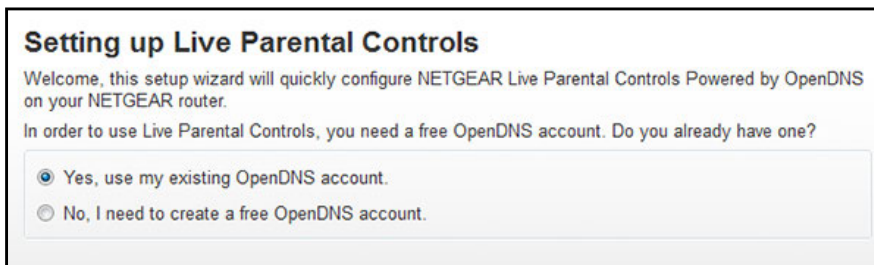 Setting up Live Parental Controls
Welcome, this setup wizard will quickly configure NETGEAR Live Parental Controls Powered by OpenDNS
on your NETGEAR router.
In order to use Live Parental Controls, you need a free OpenDNS account. Do you already have one?
Yes, use my existing OpenDNS account.
No, I need to create a free OpenDNS account.